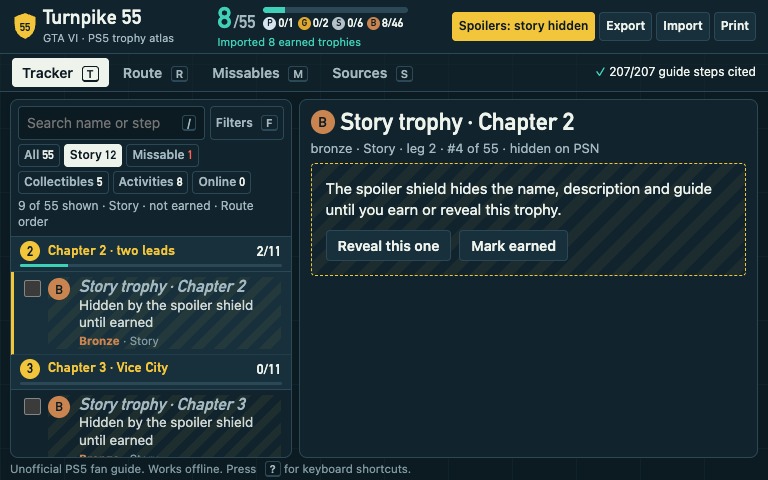 55
Turnpike 55
GTA VI · PS5 trophy atlas
8/55
P 0/1 G 0/2 S 0/6 B 8/46
Imported 8 earned trophies
Spoilers: story hidden
Export
Import
Print
Tracker T
Route R
Missables M
Sources S
✓ 207/207 guide steps cited
Search name or step /
Filters F
All 55
Story 12
Missable 1
Collectibles 5
Activities 8
Online 0
9 of 55 shown · Story · not earned · Route
order
2 Chapter 2 · two leads 2/11
B Story trophy · Chapter 2
Hidden by the spoiler shield
until earned
Bronze · Story
3 Chapter 3 · Vice City 0/11
B Story trophy · Chapter 3
Hidden by the spoiler shield
until earned
Bronze · Story
B Story trophy · Chapter 2
bronze · Story · leg 2 · #4 of 55 · hidden on PSN
The spoiler shield hides the name, description and guide
until you earn or reveal this trophy.
Reveal this one
Mark earned
Unofficial PS5 fan guide. Works offline. Press ? for keyboard shortcuts.